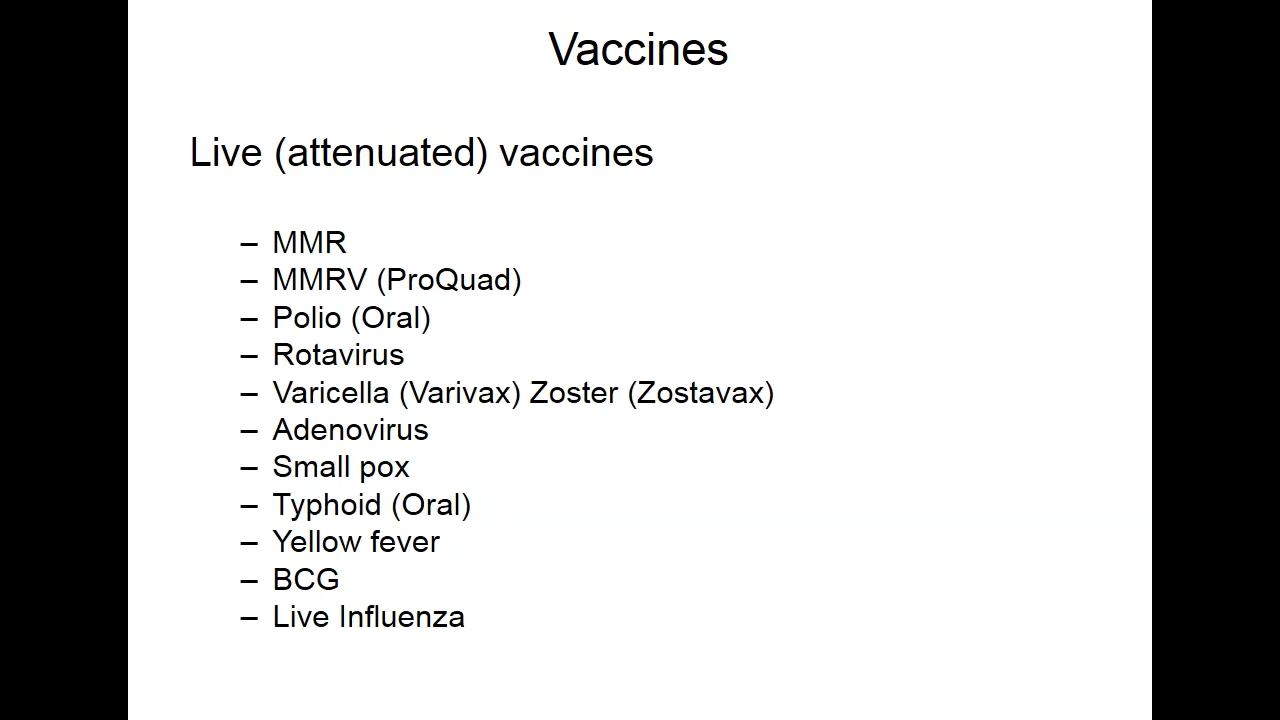 Vaccines
Live (attenuated) vaccines
– MMR
– MMRV (ProQuad)
– Polio (Oral)
– Rotavirus
– Varicella (Varivax) Zoster (Zostavax)
– Adenovirus
– Small pox
– Typhoid (Oral)
– Yellow fever
– BCG
– Live Influenza